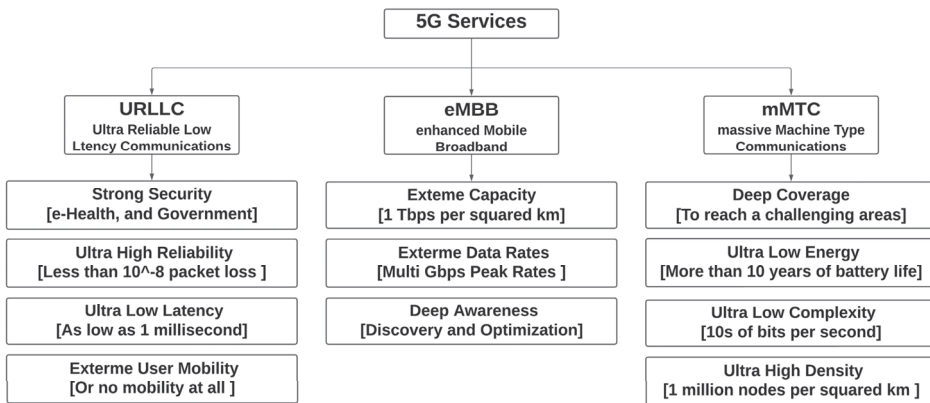 5G Services
URLLC
Ultra Reliable Low
Ltency Communications
Strong Security
[e-Health, and Government]
Ultra High Reliability
[Less than 10^-8 packet loss ]
Ultra Low Latency
[As low as 1 millisecond]
Exterme User Mobility
[Or no mobility at all ]
eMBB
enhanced Mobile
Broadband
Exteme Capacity
[1 Tbps per squared km]
Exterme Data Rates
[Multi Gbps Peak Rates ]
Deep Awareness
[Discovery and Optimization]
mMTC
massive Machine Type
Communications
Deep Coverage
[To reach a challenging areas]
Ultra Low Energy
[More than 10 years of battery life]
Ultra Low Complexity
[10s of bits per second]
Ultra High Density
[1 million nodes per squared km ]